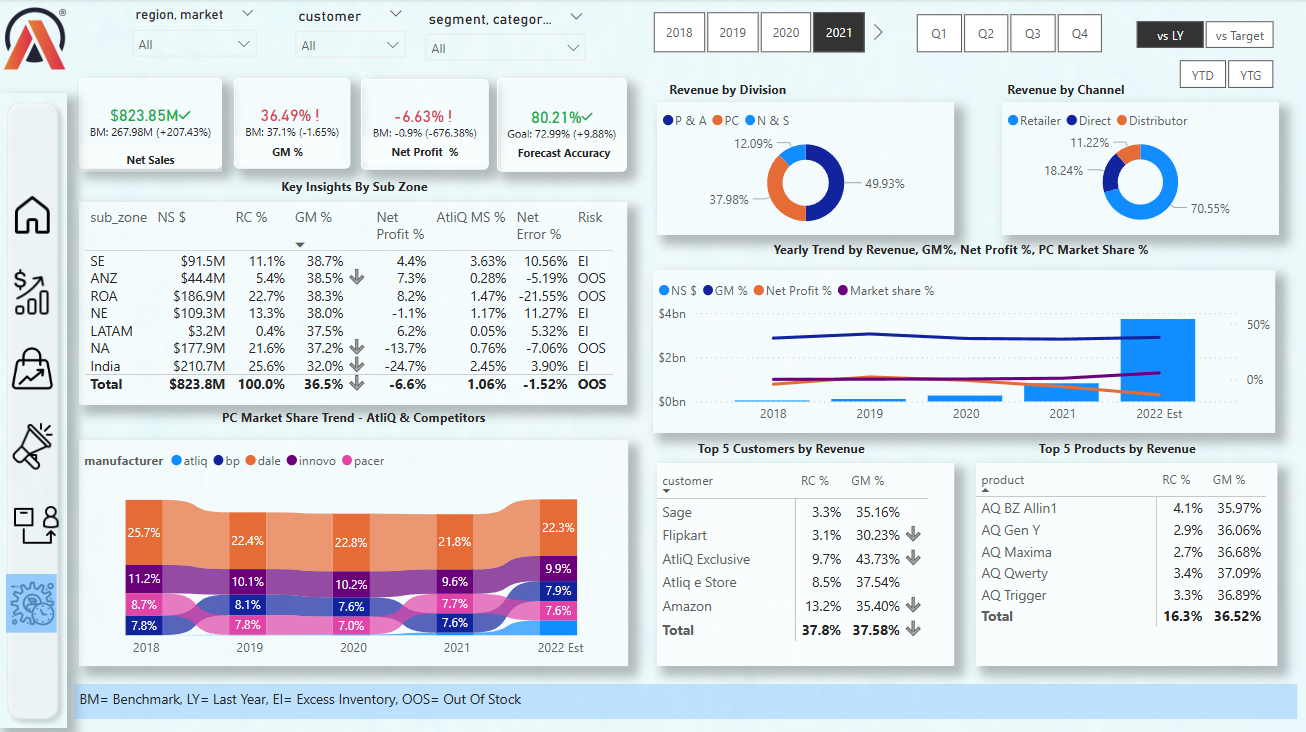 region, market
All
customer
All
segment, categor...
All
2018 2019 2020 2021
Q1 Q2 Q3 Q4
vs LY vs Target
YTD YTG
$823.85M
BM: 267.98M (+207.43%)
Net Sales
36.49% !
BM: 37.1% (-1.65%)
GM %
-6.63% !
BM: -0.9% (-676.38%)
Net Profit %
80.21%
Goal: 72.99% (+9.88%)
Forecast Accuracy
Revenue by Division
P & A PC N & S
12.09%
49.93%
37.98%
Revenue by Channel
Retailer Direct Distributor
11.22%
18.24%
70.55%
Key Insights By Sub Zone
sub_zone NS $ RC % GM % Net Profit % AtliQ MS % Net Error % Risk
SE $91.5M 11.1% 38.7% 4.4% 3.63% 10.56% EI
ANZ $44.4M 5.4% 38.5% 7.3% 0.28% -5.19% OOS
ROA $186.9M 22.7% 38.3% 8.2% 1.47% -21.55% OOS
NE $109.3M 13.3% 38.0% -1.1% 1.17% 11.27% EI
LATAM $3.2M 0.4% 37.5% 6.2% 0.05% 5.32% EI
NA $177.9M 21.6% 37.2% -13.7% 0.76% -7.06% OOS
India $210.7M 25.6% 32.0% -24.7% 2.45% 3.90% EI
Total $823.8M 100.0% 36.5% -6.6% 1.06% -1.52% OOS
Yearly Trend by Revenue, GM%, Net Profit %, PC Market Share %
NS $ GM % Net Profit % Market share %
$4bn
$2bn
$0bn
50%
0%
2018 2019 2020 2021 2022 Est
PC Market Share Trend - AtliQ & Competitors
manufacturer atliq bp dale innovo pacer
25.7% 22.4% 22.8% 21.8% 22.3%
11.2% 10.1% 10.2% 9.6% 9.9%
8.7% 8.1% 7.6% 7.7% 7.9%
7.8% 7.8% 7.0% 7.6% 7.6%
2018 2019 2020 2021 2022 Est
Top 5 Customers by Revenue
customer RC % GM %
Sage 3.3% 35.16%
Flipkart 3.1% 30.23%
AtliQ Exclusive 9.7% 43.73%
Atliq e Store 8.5% 37.54%
Amazon 13.2% 35.40%
Total 37.8% 37.58%
Top 5 Products by Revenue
product RC % GM %
AQ BZ Allin1 4.1% 35.97%
AQ Gen Y 2.9% 36.06%
AQ Maxima 2.7% 36.68%
AQ Qwerty 3.4% 37.09%
AQ Trigger 3.3% 36.89%
Total 16.3% 36.52%
BM= Benchmark, LY= Last Year, EI= Excess Inventory, OOS= Out Of Stock